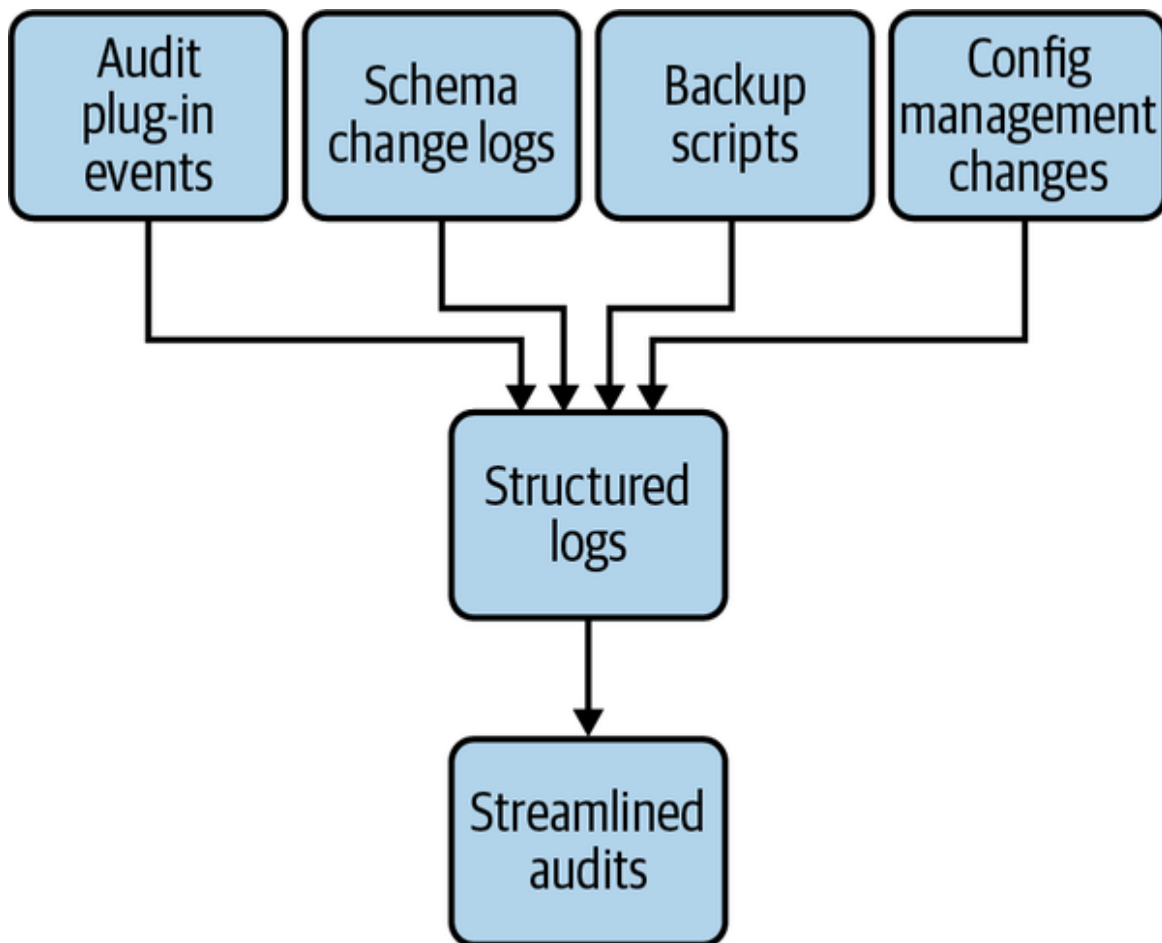 Audit
plug-in
events
Schema
change logs
Backup
scripts
Config
management
changes
Structured
logs
Streamlined
audits